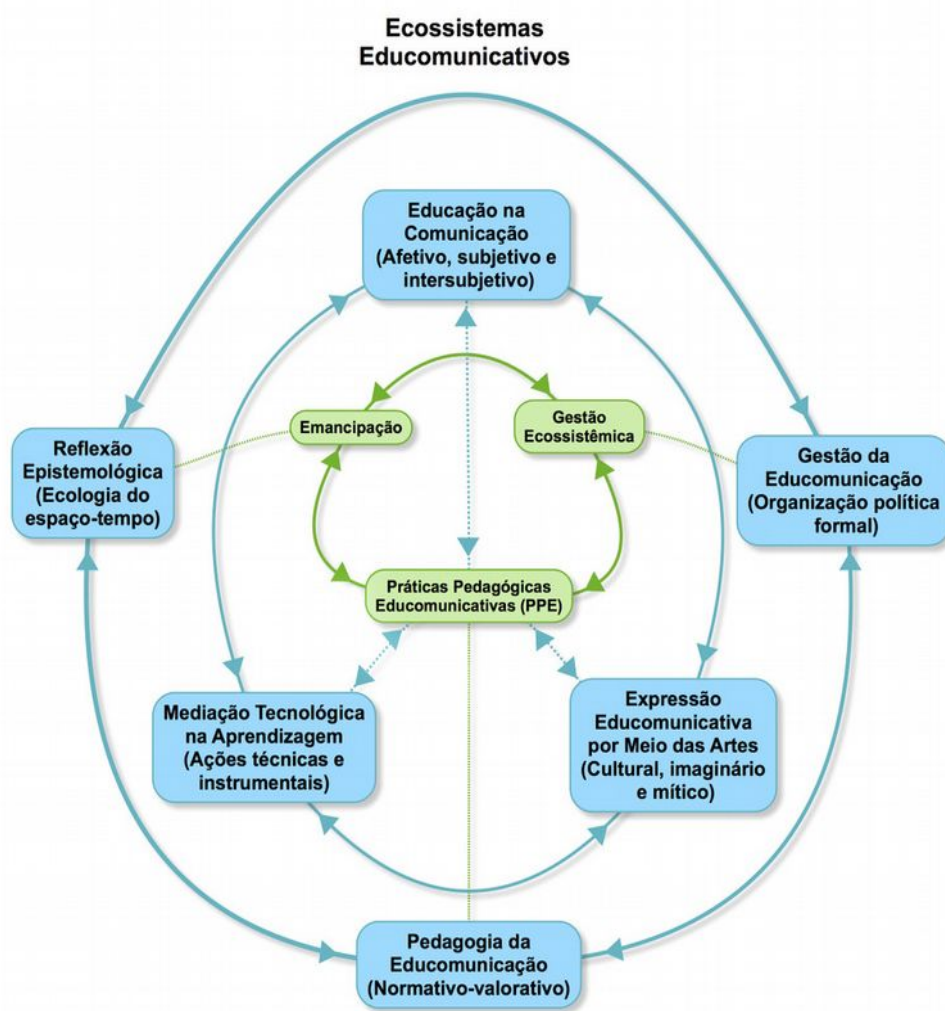 Ecossistemas
Educomunicativos
Educação na
Comunicação
(Afetivo, subjetivo e
intersubjetivo)
Emancipação
Gestão
Ecossistêmica
Reflexão
Epistemológica
(Ecologia do
espaço-tempo)
Gestão da
Educomunicação
(Organização política
formal)
Práticas Pedagógicas
Educomunicativas (PPE)
Mediação Tecnológica
na Aprendizagem
(Ações técnicas e
instrumentais)
Expressão
Educomunicativa
por Meio das Artes
(Cultural, imaginário
e mítico)
Pedagogia da
Educomunicação
(Normativo-valorativo)